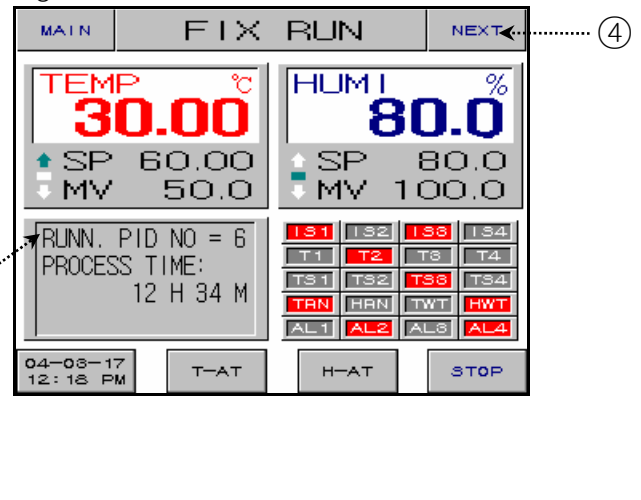 MAIN FIX RUN NEXT ④
TEMP ℃ HUMI %
30.00 80.0
SP 60.00 SP 80.0
MV 50.0 MV 100.0
RUNN. PID NO = 6
PROCESS TIME:
12 H 34 M
IS1 IS2 IS3 IS4
T1 T2 T3 T4
TS1 TS2 TS3 TS4
TRN HRN TWT HWT
AL1 AL2 AL3 AL4
04-03-17
12:18 PM
T-AT H-AT STOP